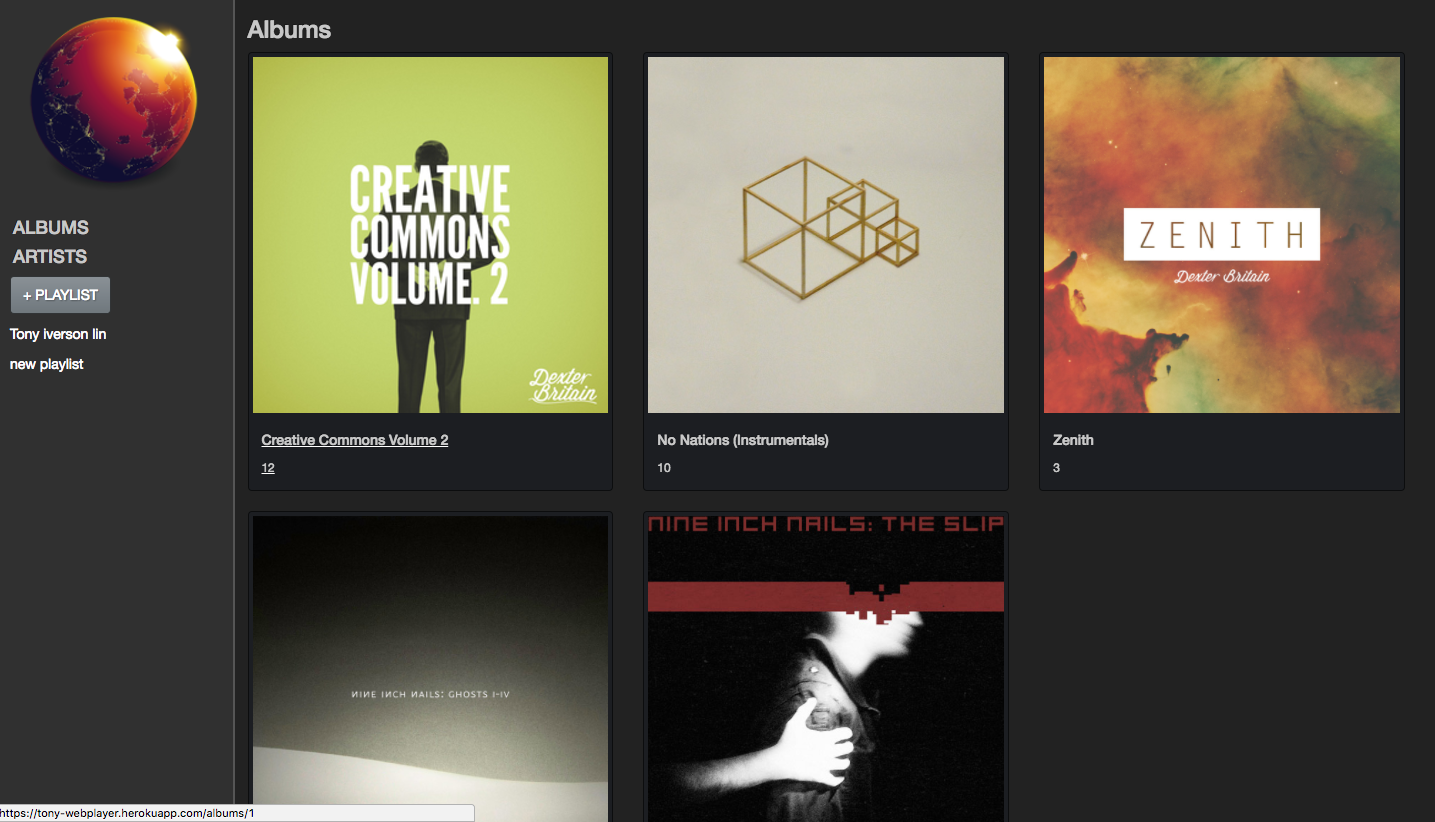 ALBUMS
ARTISTS
+ PLAYLIST
Tony iverson lin
new playlist
Albums
CREATIVE
COMMONS
VOLUME. 2
Dexter
Britain
Creative Commons Volume 2
12
No Nations (Instrumentals)
10
ZENITH
Dexter Britain
Zenith
3
NINE INCH NAILS: GHOSTS I-IV
NINE INCH NAILS: THE SLIP
https://tony-webplayer.herokuapp.com/albums/1